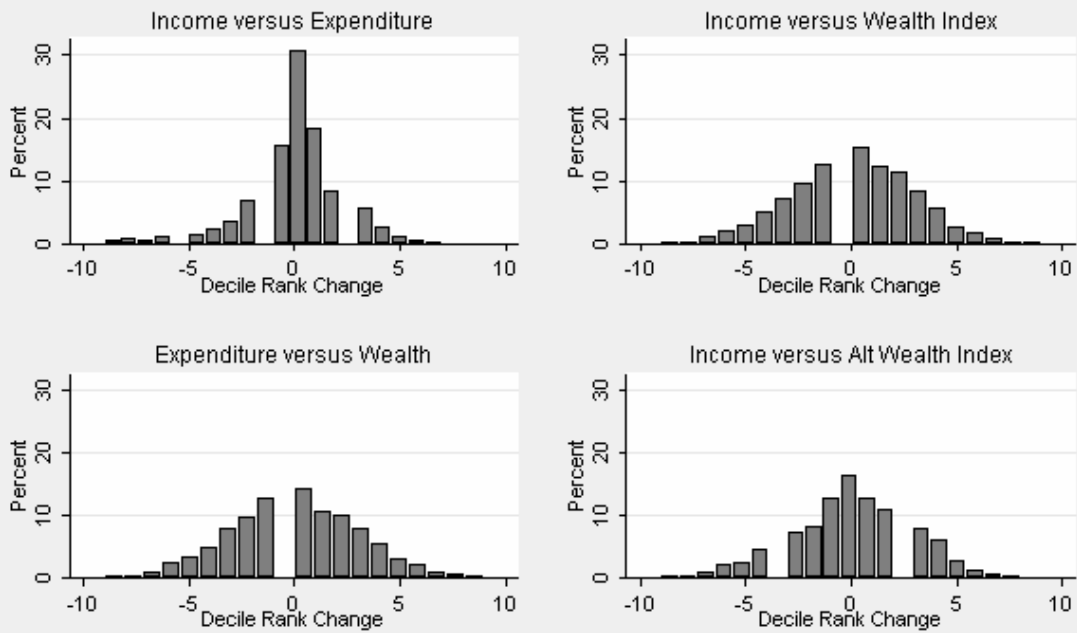 Income versus Expenditure
30
20
10
0
Percent
-10 -5 0 5 10
Decile Rank Change
Income versus Wealth Index
30
20
10
0
Percent
-10 -5 0 5 10
Decile Rank Change
Expenditure versus Wealth
30
20
10
0
Percent
-10 -5 0 5 10
Decile Rank Change
Income versus Alt Wealth Index
30
20
10
0
Percent
-10 -5 0 5 10
Decile Rank Change